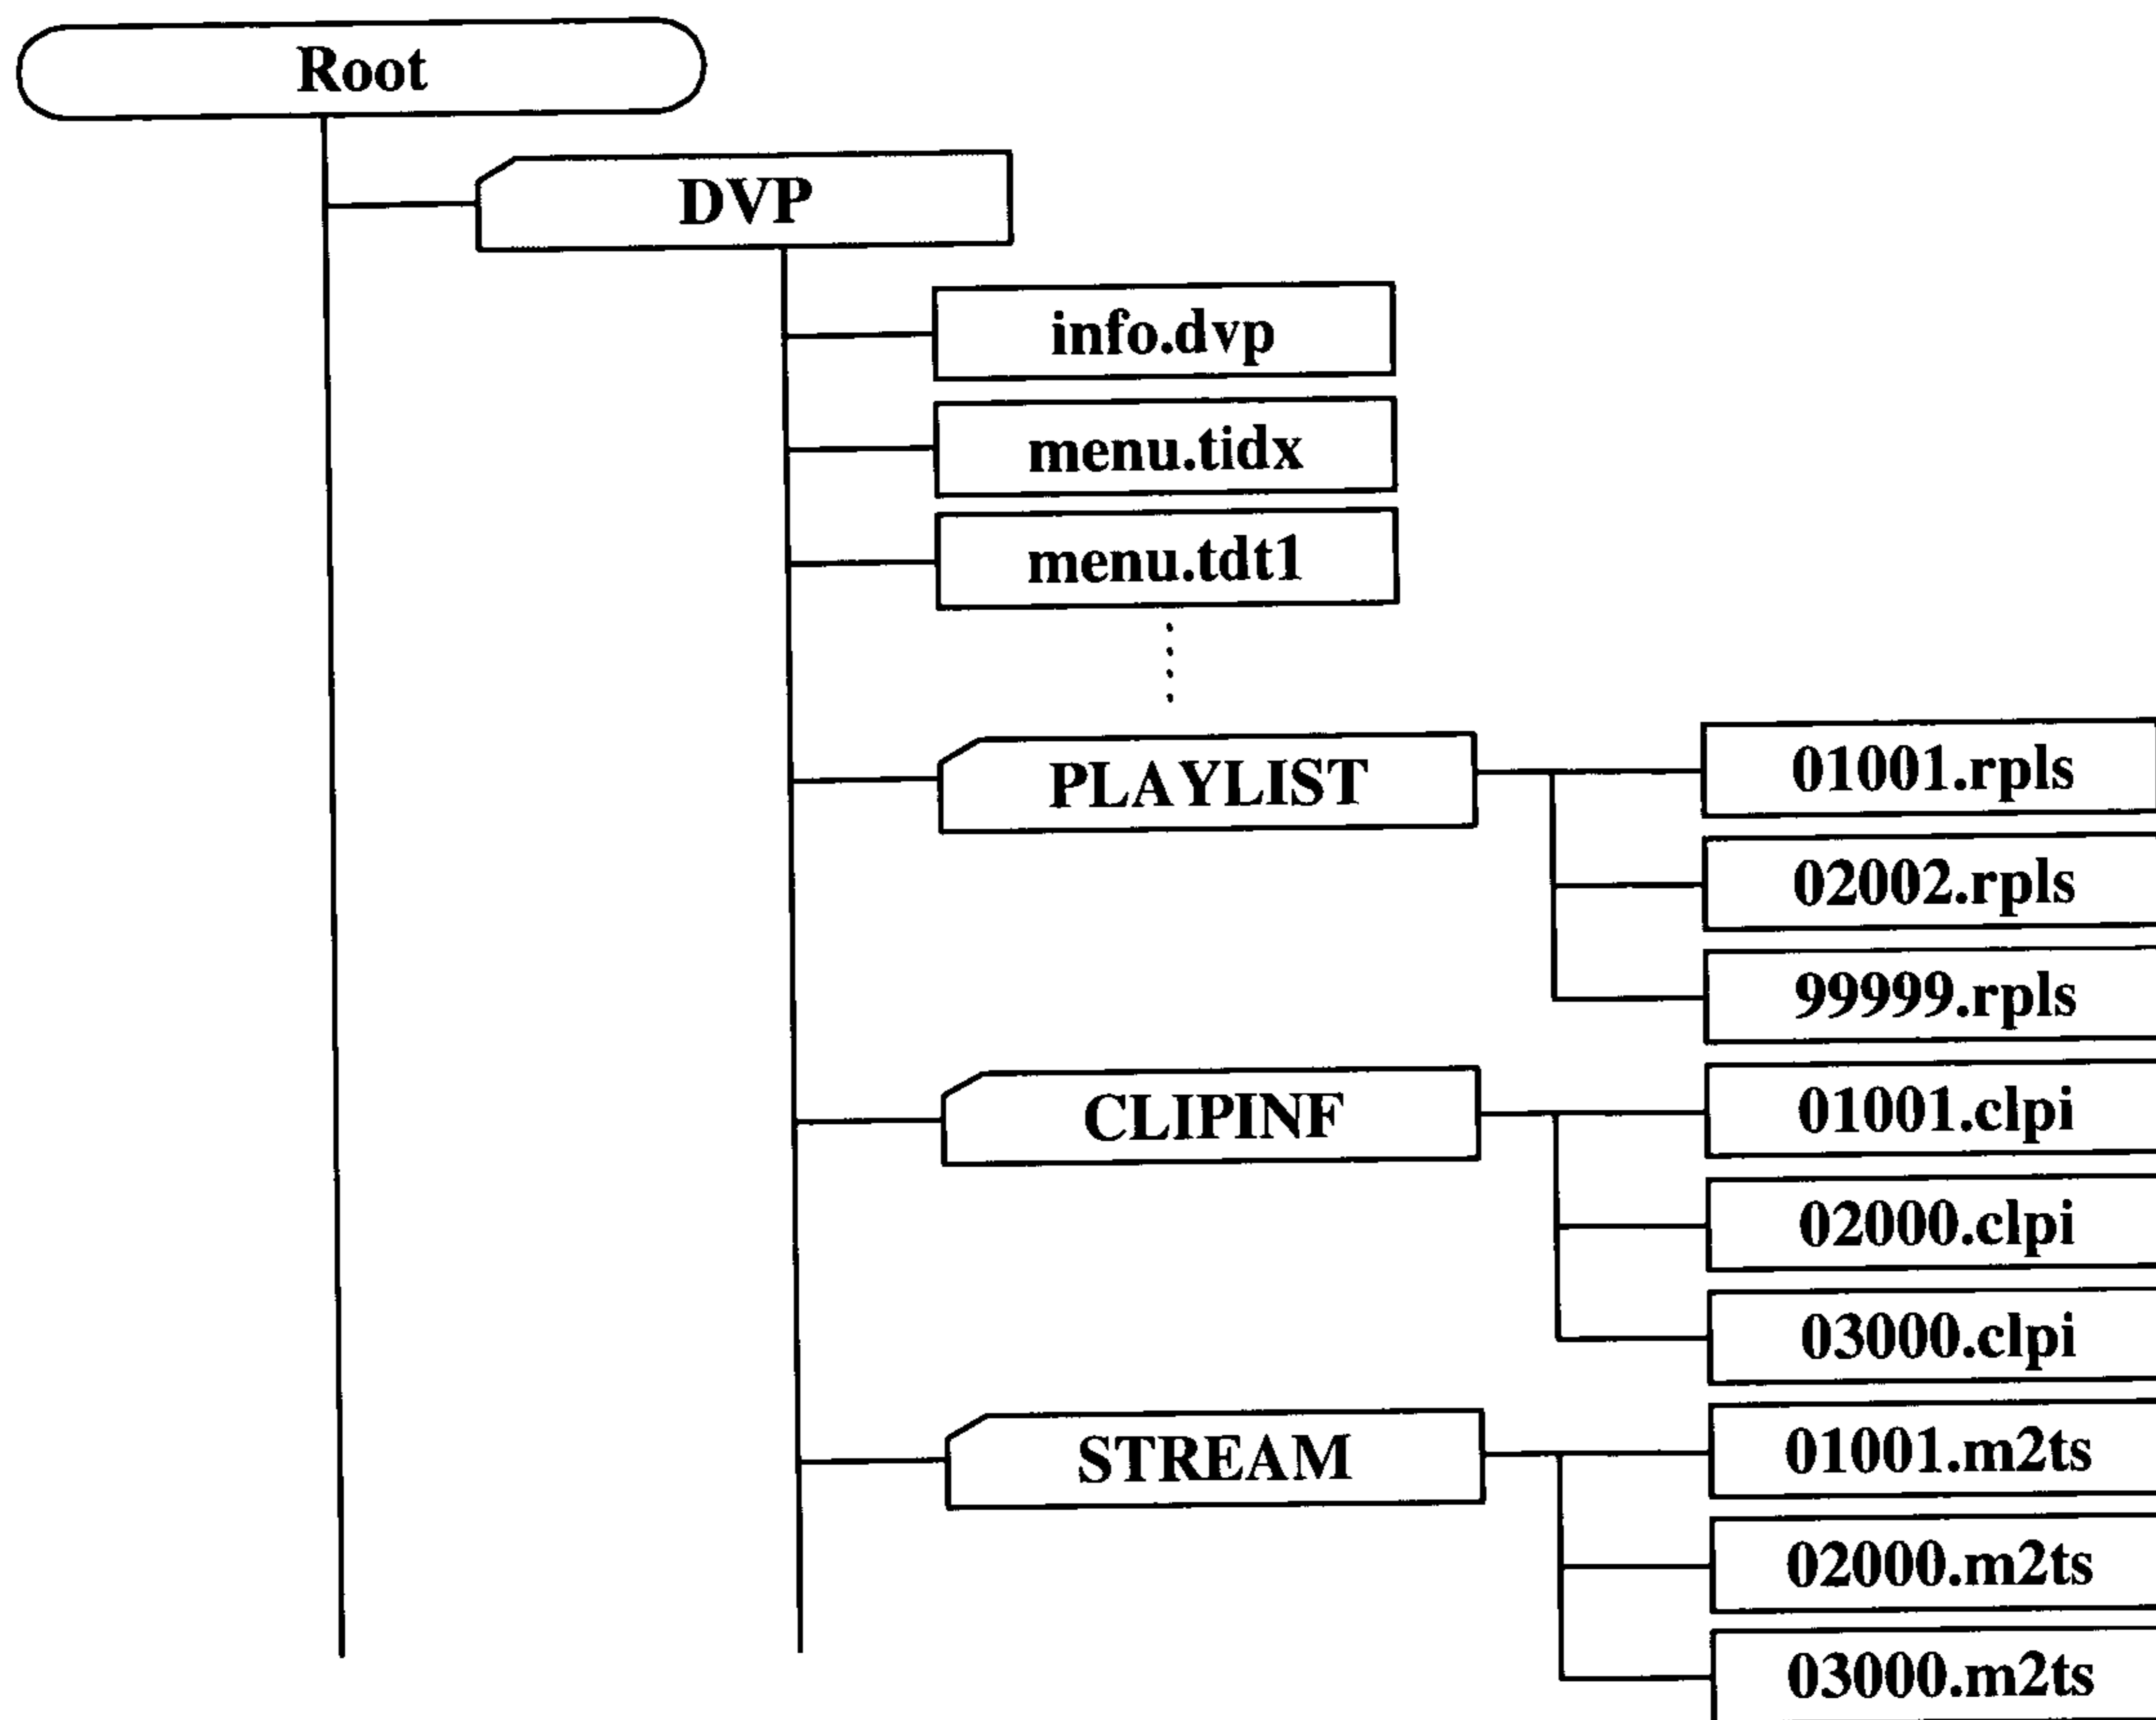 Root
DVP
info.dvp
menu.tidx
menu.tdt1
PLAYLIST
01001.rpls
02002.rpls
99999.rpls
CLIPINF
01001.clpi
02000.clpi
03000.clpi
STREAM
01001.m2ts
02000.m2ts
03000.m2ts